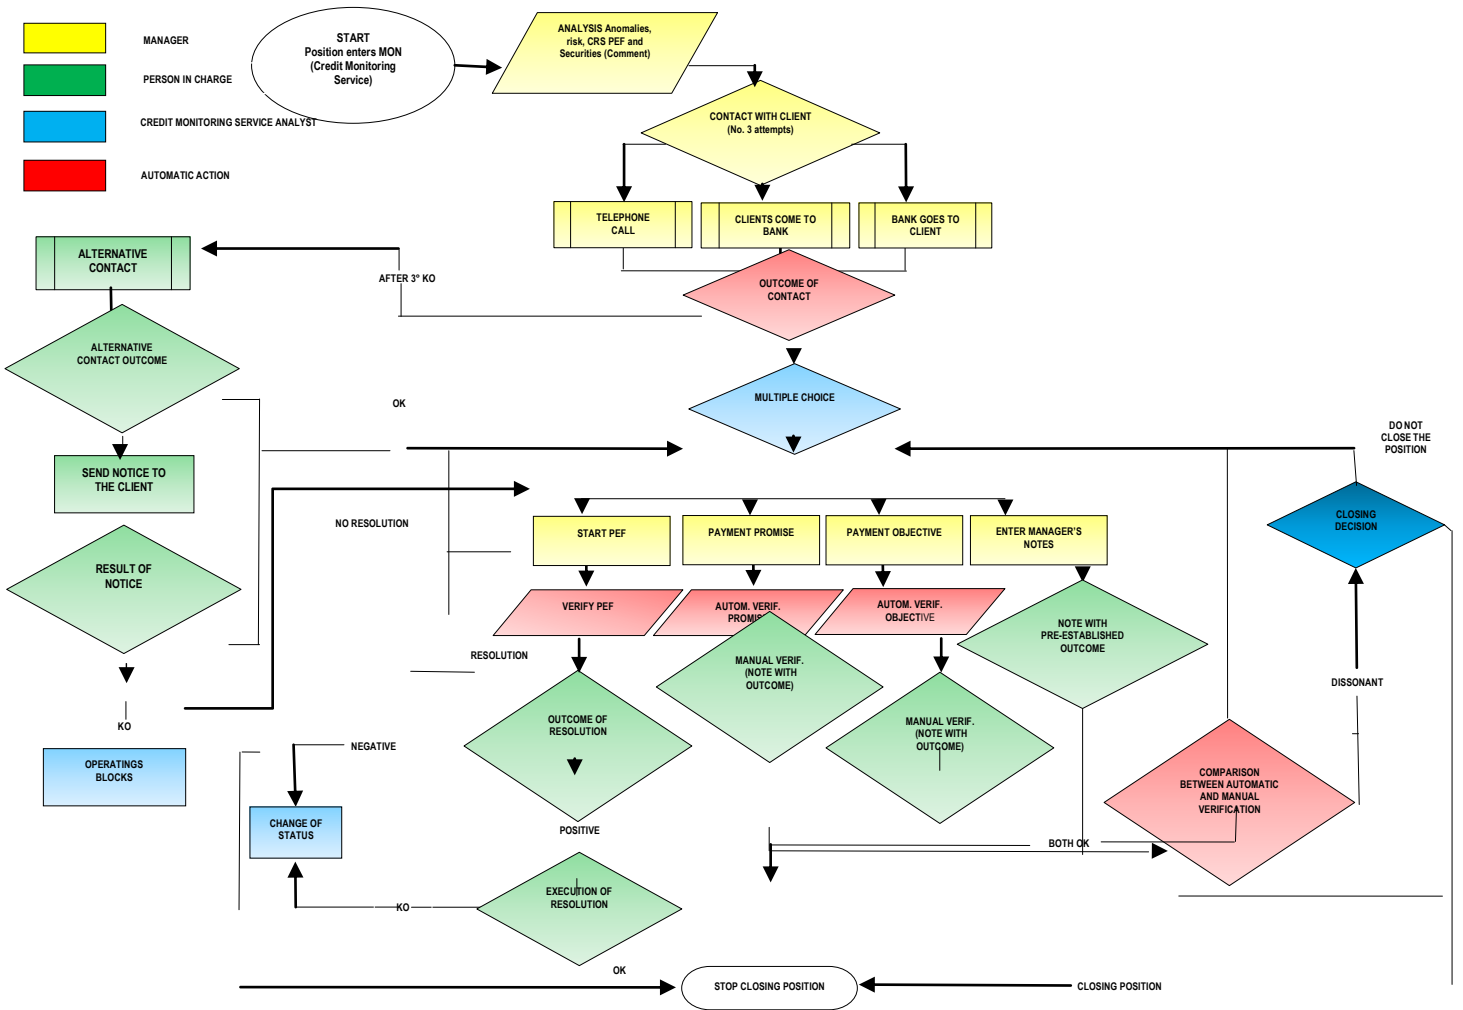 MANAGER
PERSON IN CHARGE
CREDIT MONITORING SERVICE ANALYST
AUTOMATIC ACTION
START
Position enters MON
(Credit Monitoring
Service)
ANALYSIS Anomalies,
risk, CRS PEF and
Securities (Comment)
CONTACT WITH CLIENT
(No. 3 attempts)
TELEPHONE
CALL
CLIENTS COME TO
BANK
BANK GOES TO
CLIENT
ALTERNATIVE
CONTACT
AFTER 3° KO
OUTCOME OF
CONTACT
ALTERNATIVE
CONTACT OUTCOME
OK
MULTIPLE CHOICE
DO NOT
CLOSE THE
POSITION
SEND NOTICE TO
THE CLIENT
NO RESOLUTION
START PEF
PAYMENT PROMISE
PAYMENT OBJECTIVE
ENTER MANAGER'S
NOTES
CLOSING
DECISION
RESULT OF
NOTICE
VERIFY PEF
AUTOM. VERIF.
PROMISE
AUTOM. VERIF.
OBJECTIVE
NOTE WITH
PRE-ESTABLISHED
OUTCOME
RESOLUTION
MANUAL VERIF.
(NOTE WITH
OUTCOME)
DISSONANT
KO
NEGATIVE
OUTCOME OF
RESOLUTION
MANUAL VERIF.
(NOTE WITH
OUTCOME)
OPERATINGS
BLOCKS
COMPARISON
BETWEEN AUTOMATIC
AND MANUAL
VERIFICATION
CHANGE OF
STATUS
POSITIVE
BOTH OK
EXECUTION OF
RESOLUTION
KO
OK
STOP CLOSING POSITION
CLOSING POSITION